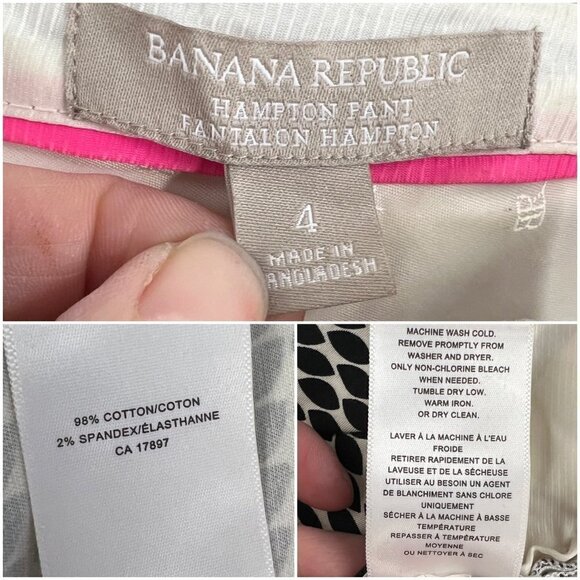 BANANA REPUBLIC
HAMPTON PANT
PANTALON HAMPTON
4
MADE IN
BANGLADESH
BR
98% COTTON/COTON
2% SPANDEX/ÉLASTHANNE
CA 17897
MACHINE WASH COLD.
REMOVE PROMPTLY FROM
WASHER AND DRYER.
ONLY NON-CHLORINE BLEACH
WHEN NEEDED.
TUMBLE DRY LOW.
WARM IRON.
OR DRY CLEAN.
LAVER À LA MACHINE À L'EAU
FROIDE
RETIRER RAPIDEMENT DE LA
LAVEUSE ET DE LA SÉCHEUSE
UTILISER AU BESOIN UN AGENT
DE BLANCHIMENT SANS CHLORE
UNIQUEMENT
SÉCHER À LA MACHINE À BASSE
TEMPÉRATURE
REPASSER À TEMPÉRATURE
MOYENNE
OU NETTOYER À SEC